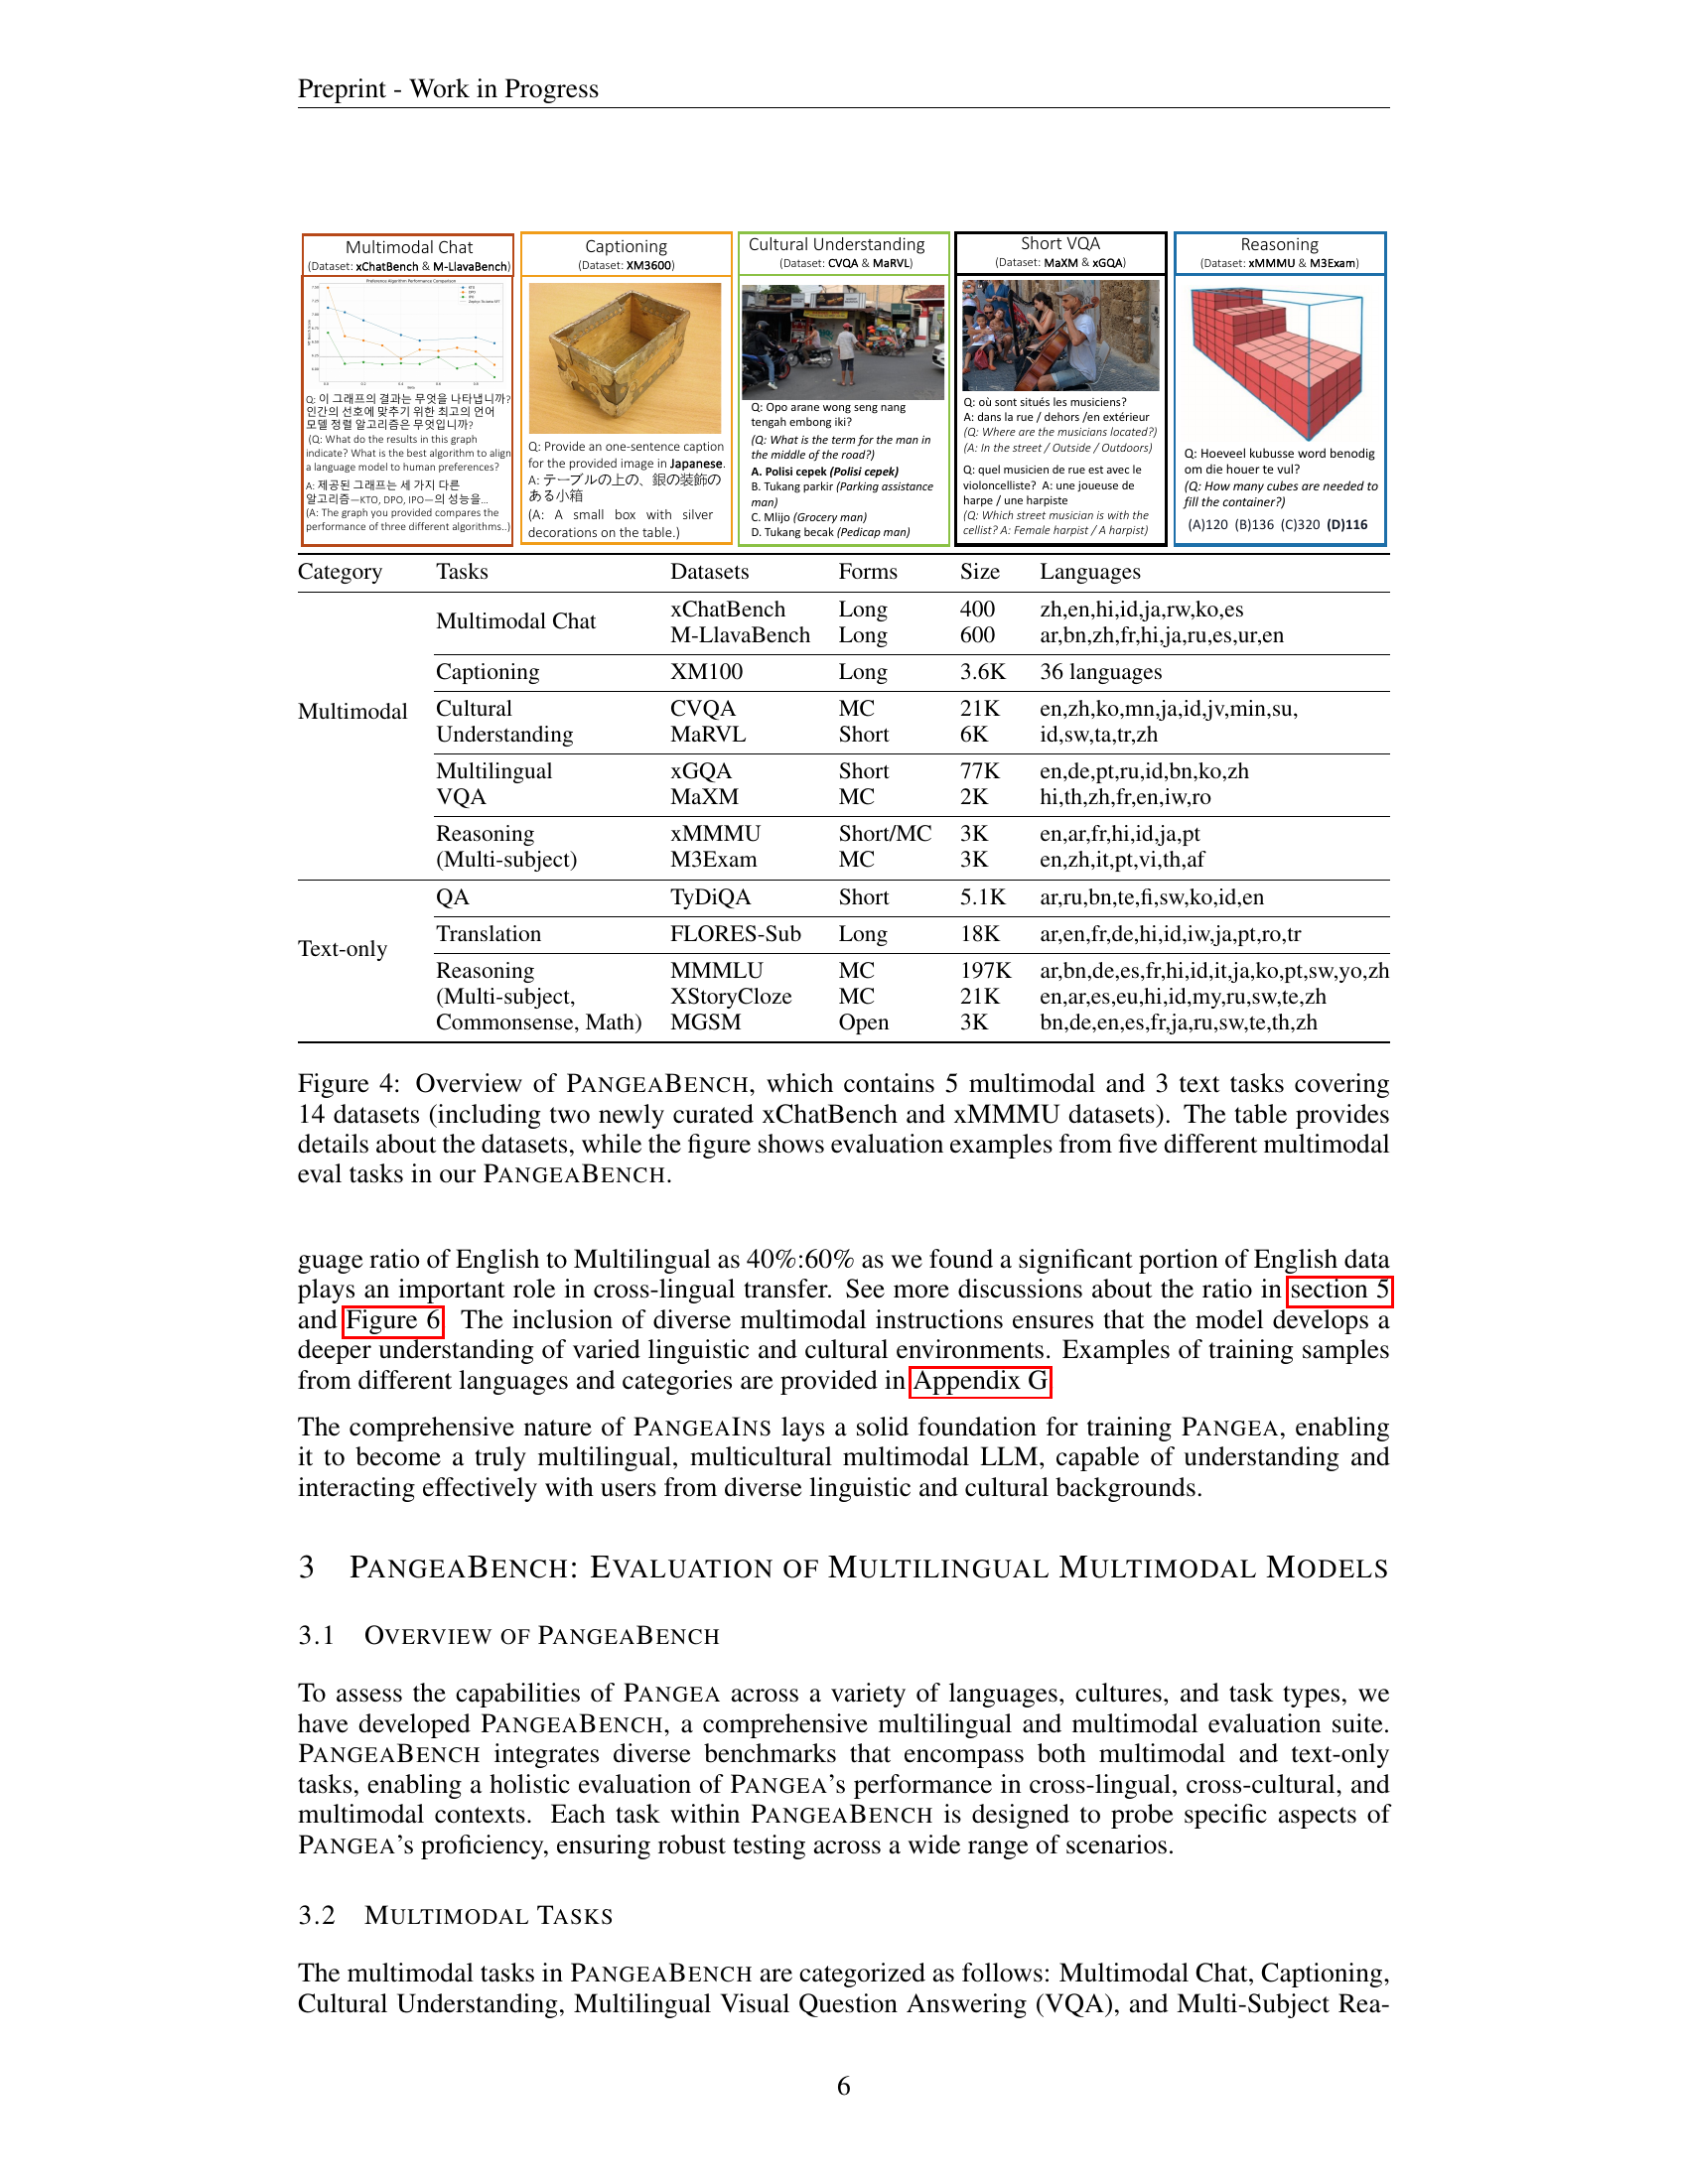 Preprint - Work in Progress
Multimodal Chat
(Dataset: xChatBench & M-LlavaBench)
Preference Algorithm Performance Comparison
Q: 이 그래프의 결과는 무엇을 나타냅니까?
인간의 선호에 맞추기 위한 최고의 언어
모델 정렬 알고리즘은 무엇입니까?
(Q: What do the results in this graph
indicate? What is the best algorithm to align
a language model to human preferences?
A: 제공된 그래프는 세 가지 다른
알고리즘—KTO, DPO, IPO—의 성능을...
(A: The graph you provided compares the
performance of three different algorithms..)
Captioning
(Dataset: XM3600)
Q: Provide an one-sentence caption
for the provided image in Japanese.
A: テーブルの上の、銀の装飾の
ある小箱
(A: A small box with silver
decorations on the table.)
Cultural Understanding
(Dataset: CVQA & MaRVL)
Q: Opo arane wong seng nang
tengah embong iki?
(Q: What is the term for the man in
the middle of the road?)
A. Polisi cepek (Polisi cepek)
B. Tukang parkir (Parking assistance
man)
C. Mlijo (Grocery man)
D. Tukang becak (Pedicap man)
Short VQA
(Dataset: MaXM & xGQA)
Q: où sont situés les musiciens?
A: dans la rue / dehors /en extérieur
(Q: Where are the musicians located?)
(A: In the street / Outside / Outdoors)
Q: quel musicien de rue est avec le
violoncelliste? A: une joueuse de
harpe / une harpiste
(Q: Which street musician is with the
cellist? A: Female harpist / A harpist)
Reasoning
(Dataset: xMMMU & M3Exam)
Q: Hoeveel kubusse word benodig
om die houer te vul?
(Q: How many cubes are needed to
fill the container?)
(A)120 (B)136 (C)320 (D)116
Category Tasks Datasets Forms Size Languages
Multimodal
Multimodal Chat
xChatBench Long 400 zh,en,hi,id,ja,rw,ko,es
M-LlavaBench Long 600 ar,bn,zh,fr,hi,ja,ru,es,ur,en
Captioning XM100 Long 3.6K 36 languages
Cultural CVQA MC 21K en,zh,ko,mn,ja,id,jv,min,su,
Understanding MaRVL Short 6K id,sw,ta,tr,zh
Multilingual xGQA Short 77K en,de,pt,ru,id,bn,ko,zh
VQA MaXM MC 2K hi,th,zh,fr,en,iw,ro
Reasoning xMMMU Short/MC 3K en,ar,fr,hi,id,ja,pt
(Multi-subject) M3Exam MC 3K en,zh,it,pt,vi,th,af
Text-only
QA TyDiQA Short 5.1K ar,ru,bn,te,fi,sw,ko,id,en
Translation FLORES-Sub Long 18K ar,en,fr,de,hi,id,iw,ja,pt,ro,tr
Reasoning MMMLU MC 197K ar,bn,de,es,fr,hi,id,it,ja,ko,pt,sw,yo,zh
(Multi-subject, XStoryCloze MC 21K en,ar,es,eu,hi,id,my,ru,sw,te,zh
Commonsense, Math) MGSM Open 3K bn,de,en,es,fr,ja,ru,sw,te,th,zh
Figure 4: Overview of PANGEABENCH, which contains 5 multimodal and 3 text tasks covering
14 datasets (including two newly curated xChatBench and xMMMU datasets). The table provides
details about the datasets, while the figure shows evaluation examples from five different multimodal
eval tasks in our PANGEABENCH.
guage ratio of English to Multilingual as 40%:60% as we found a significant portion of English data
plays an important role in cross-lingual transfer. See more discussions about the ratio in section 5
and Figure 6 The inclusion of diverse multimodal instructions ensures that the model develops a
deeper understanding of varied linguistic and cultural environments. Examples of training samples
from different languages and categories are provided in Appendix G
The comprehensive nature of PANGEAINS lays a solid foundation for training PANGEA, enabling
it to become a truly multilingual, multicultural multimodal LLM, capable of understanding and
interacting effectively with users from diverse linguistic and cultural backgrounds.
3 PANGEABENCH: EVALUATION OF MULTILINGUAL MULTIMODAL MODELS
3.1 OVERVIEW OF PANGEABENCH
To assess the capabilities of PANGEA across a variety of languages, cultures, and task types, we
have developed PANGEABENCH, a comprehensive multilingual and multimodal evaluation suite.
PANGEABENCH integrates diverse benchmarks that encompass both multimodal and text-only
tasks, enabling a holistic evaluation of PANGEA's performance in cross-lingual, cross-cultural, and
multimodal contexts. Each task within PANGEABENCH is designed to probe specific aspects of
PANGEA's proficiency, ensuring robust testing across a wide range of scenarios.
3.2 MULTIMODAL TASKS
The multimodal tasks in PANGEABENCH are categorized as follows: Multimodal Chat, Captioning,
Cultural Understanding, Multilingual Visual Question Answering (VQA), and Multi-Subject Rea-
6